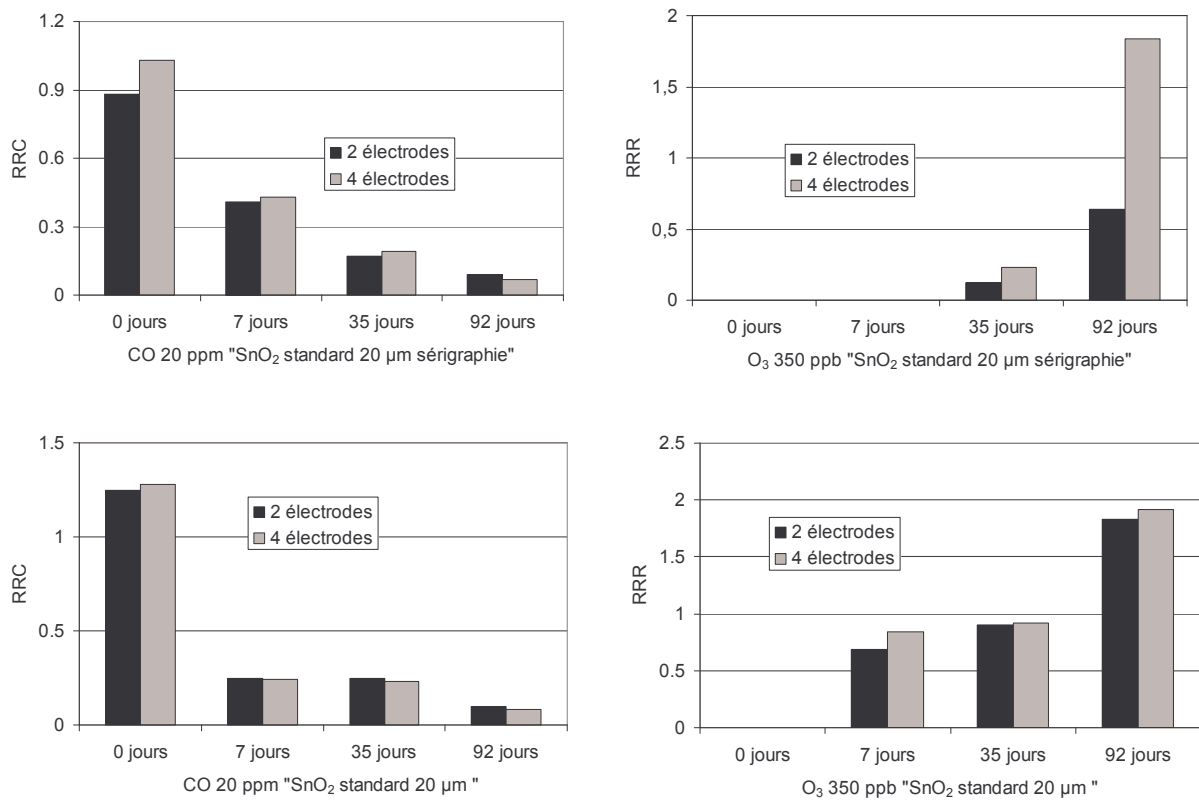 1.2
0.9
0.6
0.3
0
RRC
2 électrodes
4 électrodes
0 jours 7 jours 35 jours 92 jours
CO 20 ppm "SnO₂ standard 20 µm sérigraphie"
2
1,5
1
0,5
0
RRR
2 électrodes
4 électrodes
0 jours 7 jours 35 jours 92 jours
O₃ 350 ppb "SnO₂ standard 20 µm sérigraphie"
1.5
1
0.5
0
RRC
2 électrodes
4 électrodes
0 jours 7 jours 35 jours 92 jours
CO 20 ppm "SnO₂ standard 20 µm "
2.5
2
1.5
1
0.5
0
RRR
2 électrodes
4 électrodes
0 jours 7 jours 35 jours 92 jours
O₃ 350 ppb "SnO₂ standard 20 µm "